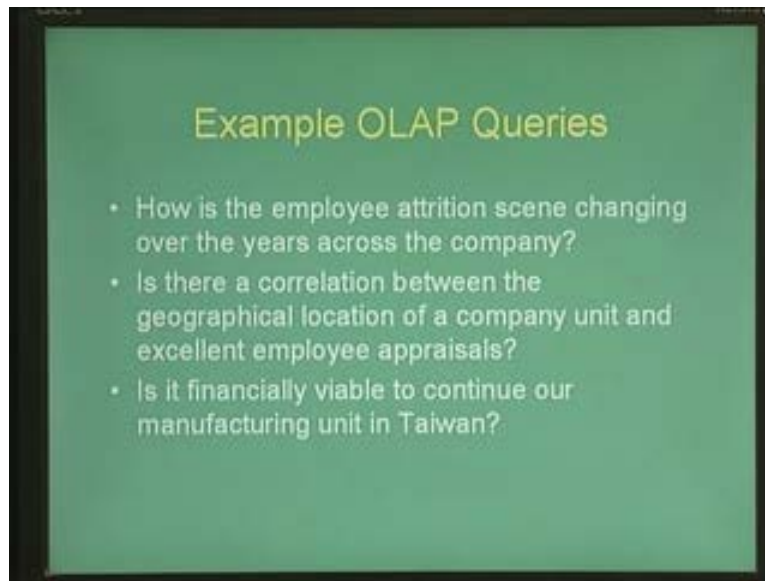 Example OLAP Queries
• How is the employee attrition scene changing
over the years across the company?
• Is there a correlation between the
geographical location of a company unit and
excellent employee appraisals?
• Is it financially viable to continue our
manufacturing unit in Taiwan?